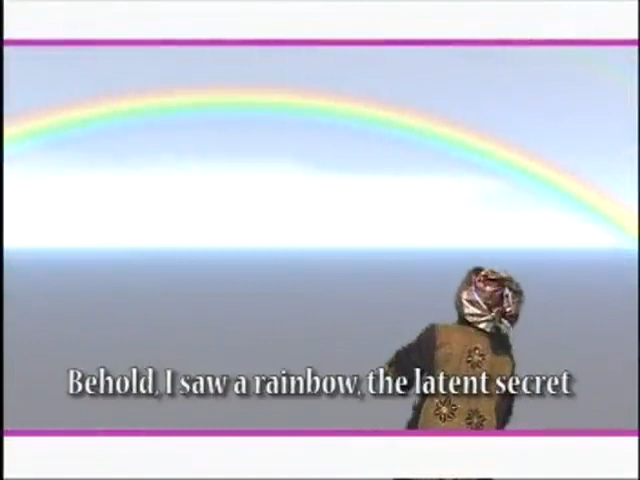 Behold, I saw a rainbow, the latent secret